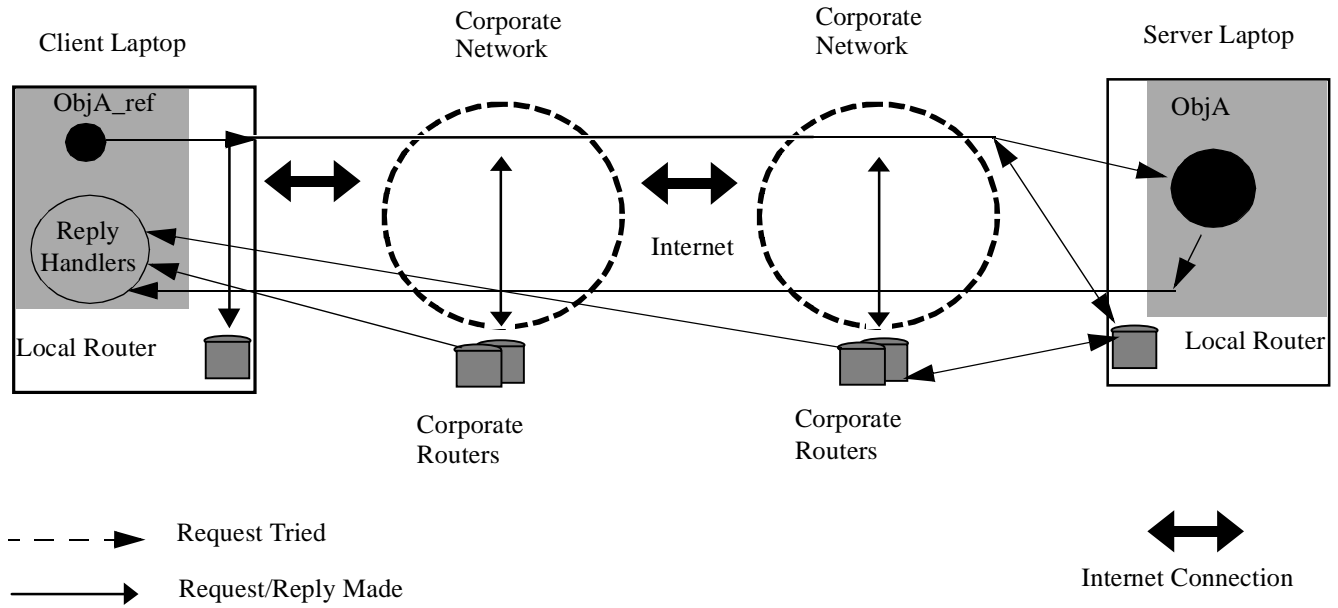 Client Laptop
Corporate
Network
Corporate
Network
Server Laptop
ObjA_ref
ObjA
Reply
Handlers
Internet
Local Router
Local Router
Corporate
Routers
Corporate
Routers
Request Tried
Request/Reply Made
Internet Connection